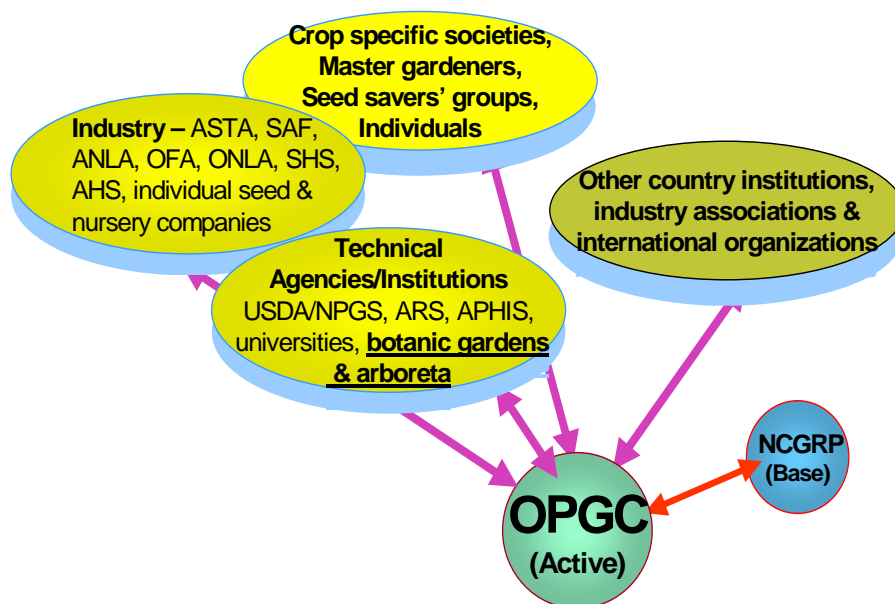 Crop specific societies,
Master gardeners,
Seed savers' groups,
Individuals
Industry – ASTA, SAF,
ANLA, OFA, ONLA, SHS,
AHS, individual seed &
nursery companies
Other country institutions,
industry associations &
international organizations
Technical
Agencies/Institutions
USDA/NPGS, ARS, APHIS,
universities, botanic gardens
& arboreta
NCGRP
(Base)
OPGC
(Active)